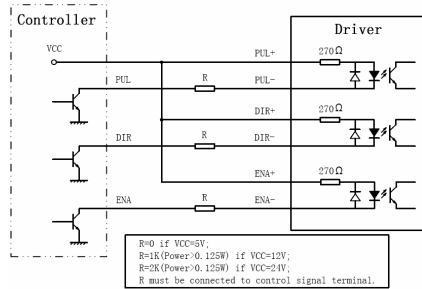 Controller
Driver
VCC
PUL+
270Ω
PUL
R
PUL-
DIR+
270Ω
DIR
R
DIR-
ENA+
270Ω
ENA
R
ENA-
R=0 if VCC=5V;
R=1K(Power>0.125W) if VCC=12V;
R=2K(Power>0.125W) if VCC=24V;
R must be connected to control signal terminal.